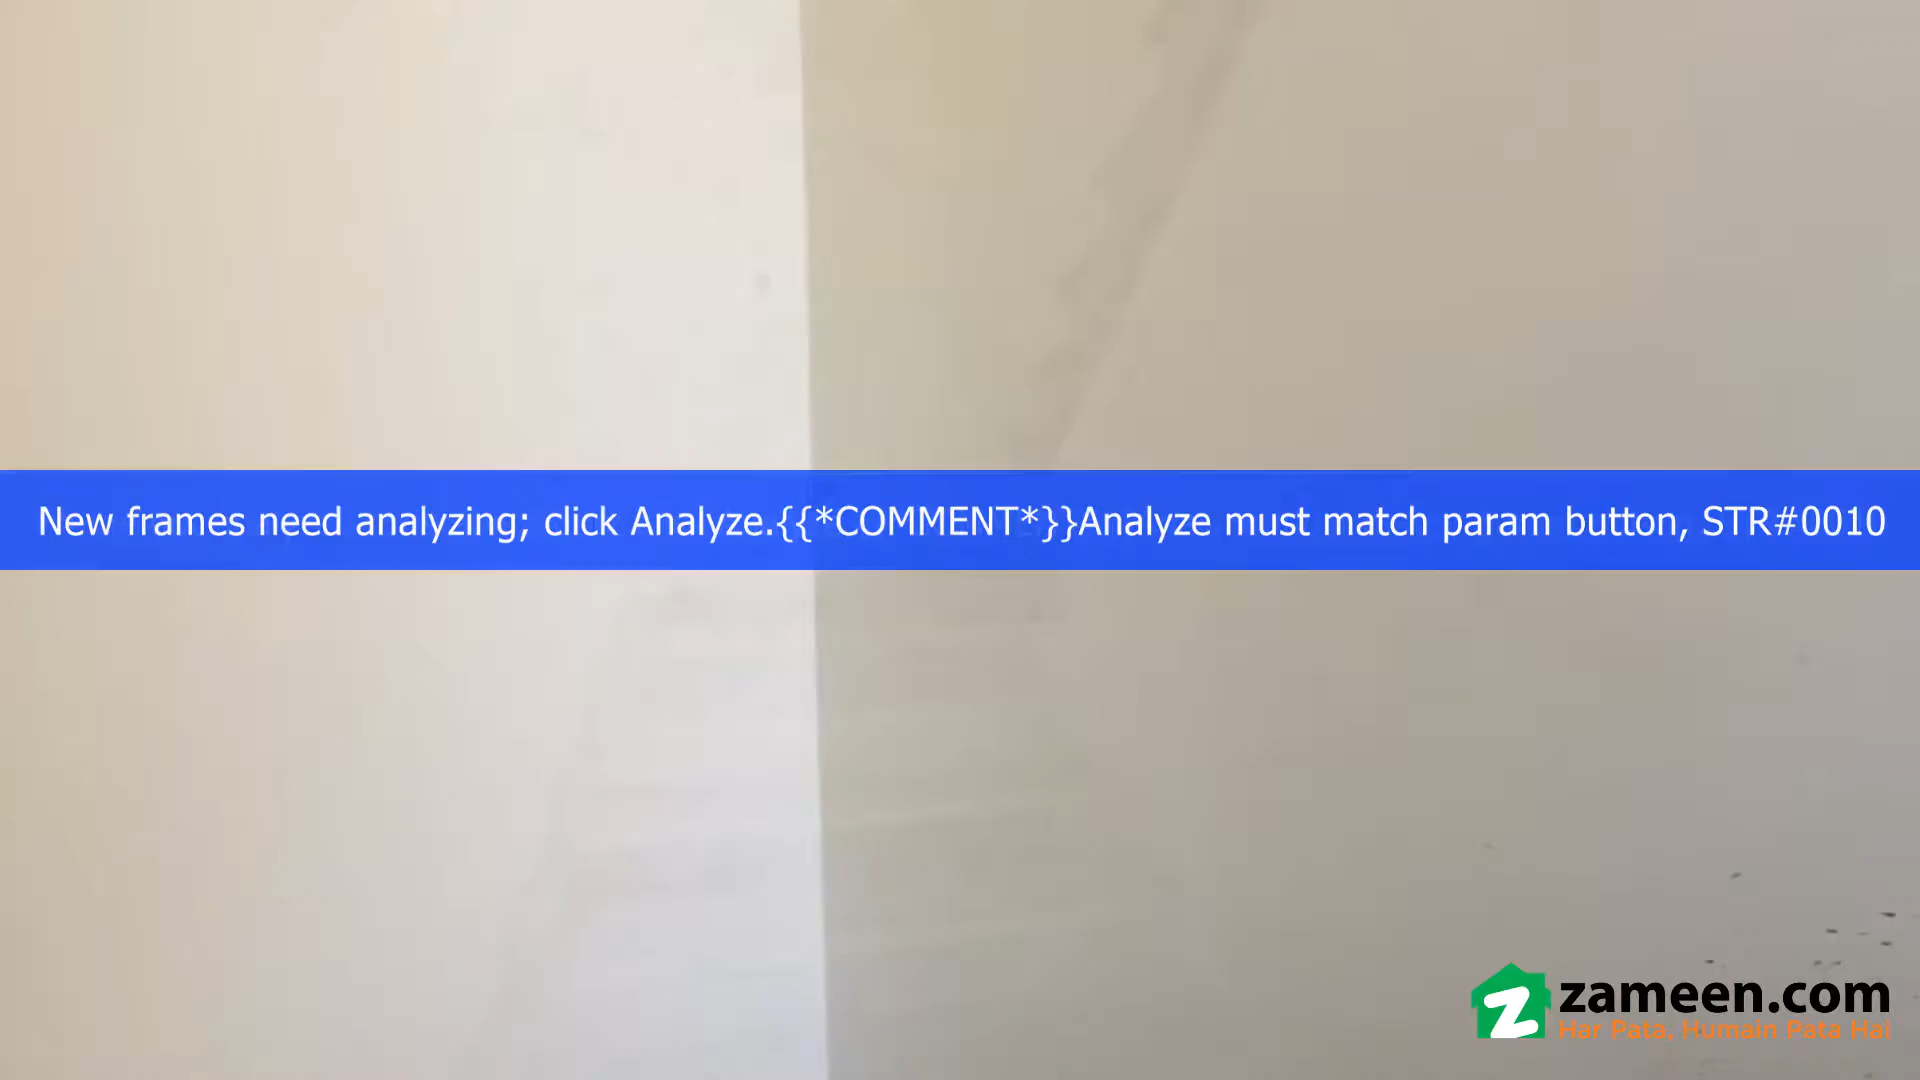 New frames need analyzing; click Analyze.{{*COMMENT*}}Analyze must match param button, STR#0010
zameen.com
Har Pata, Humain Pata Hai